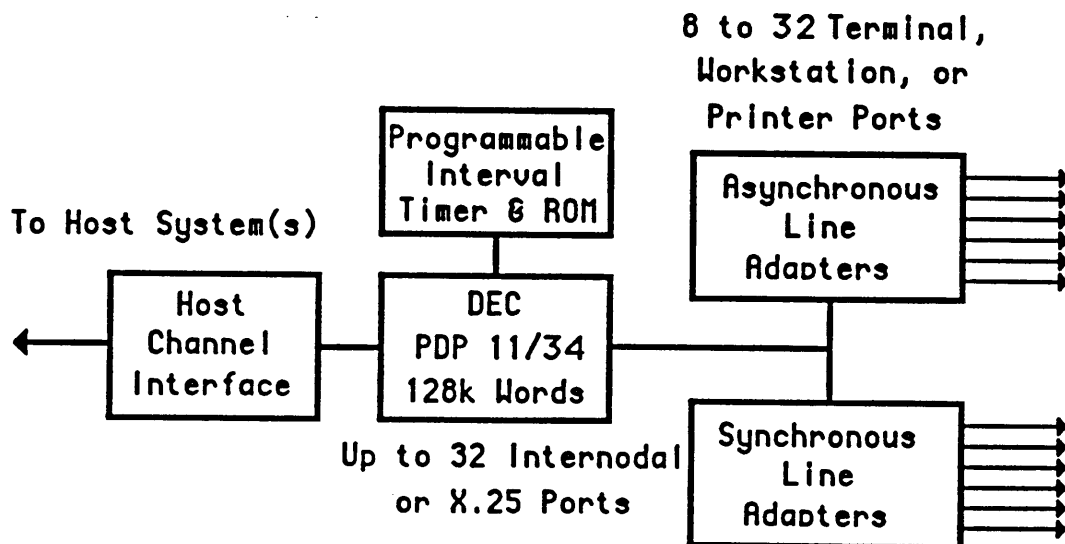 8 to 32 Terminal,
Workstation, or
Printer Ports
Programmable
Interval
Timer & ROM
Asynchronous
Line
Adapters
To Host System(s)
Host
Channel
Interface
DEC
PDP 11/34
128k Words
Up to 32 Internodal
or X.25 Ports
Synchronous
Line
Adapters